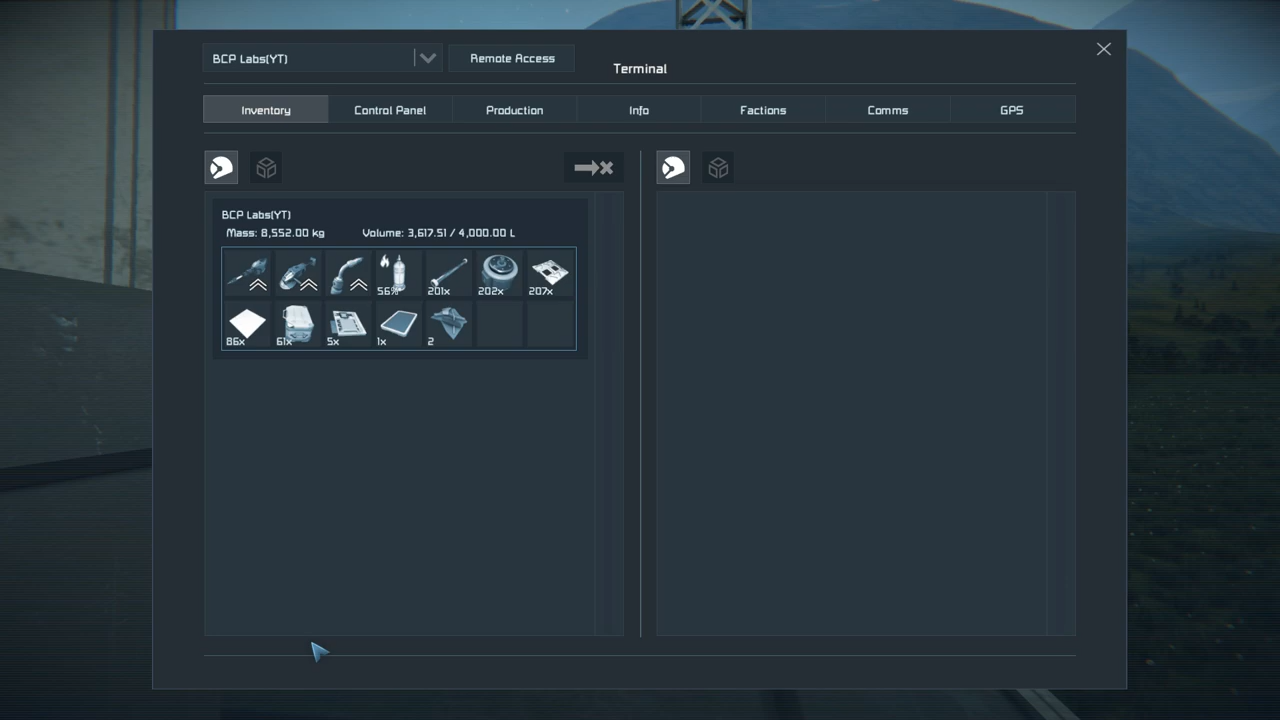 BCP Labs(YT)
Remote Access
Terminal
Inventory
Control Panel
Production
Info
Factions
Comms
GPS
BCP Labs(YT)
Mass: 8,552.00 kg
Volume: 3,617.51 / 4,000.00 L
56%
201x
202x
207x
86x
61x
5x
1x
2